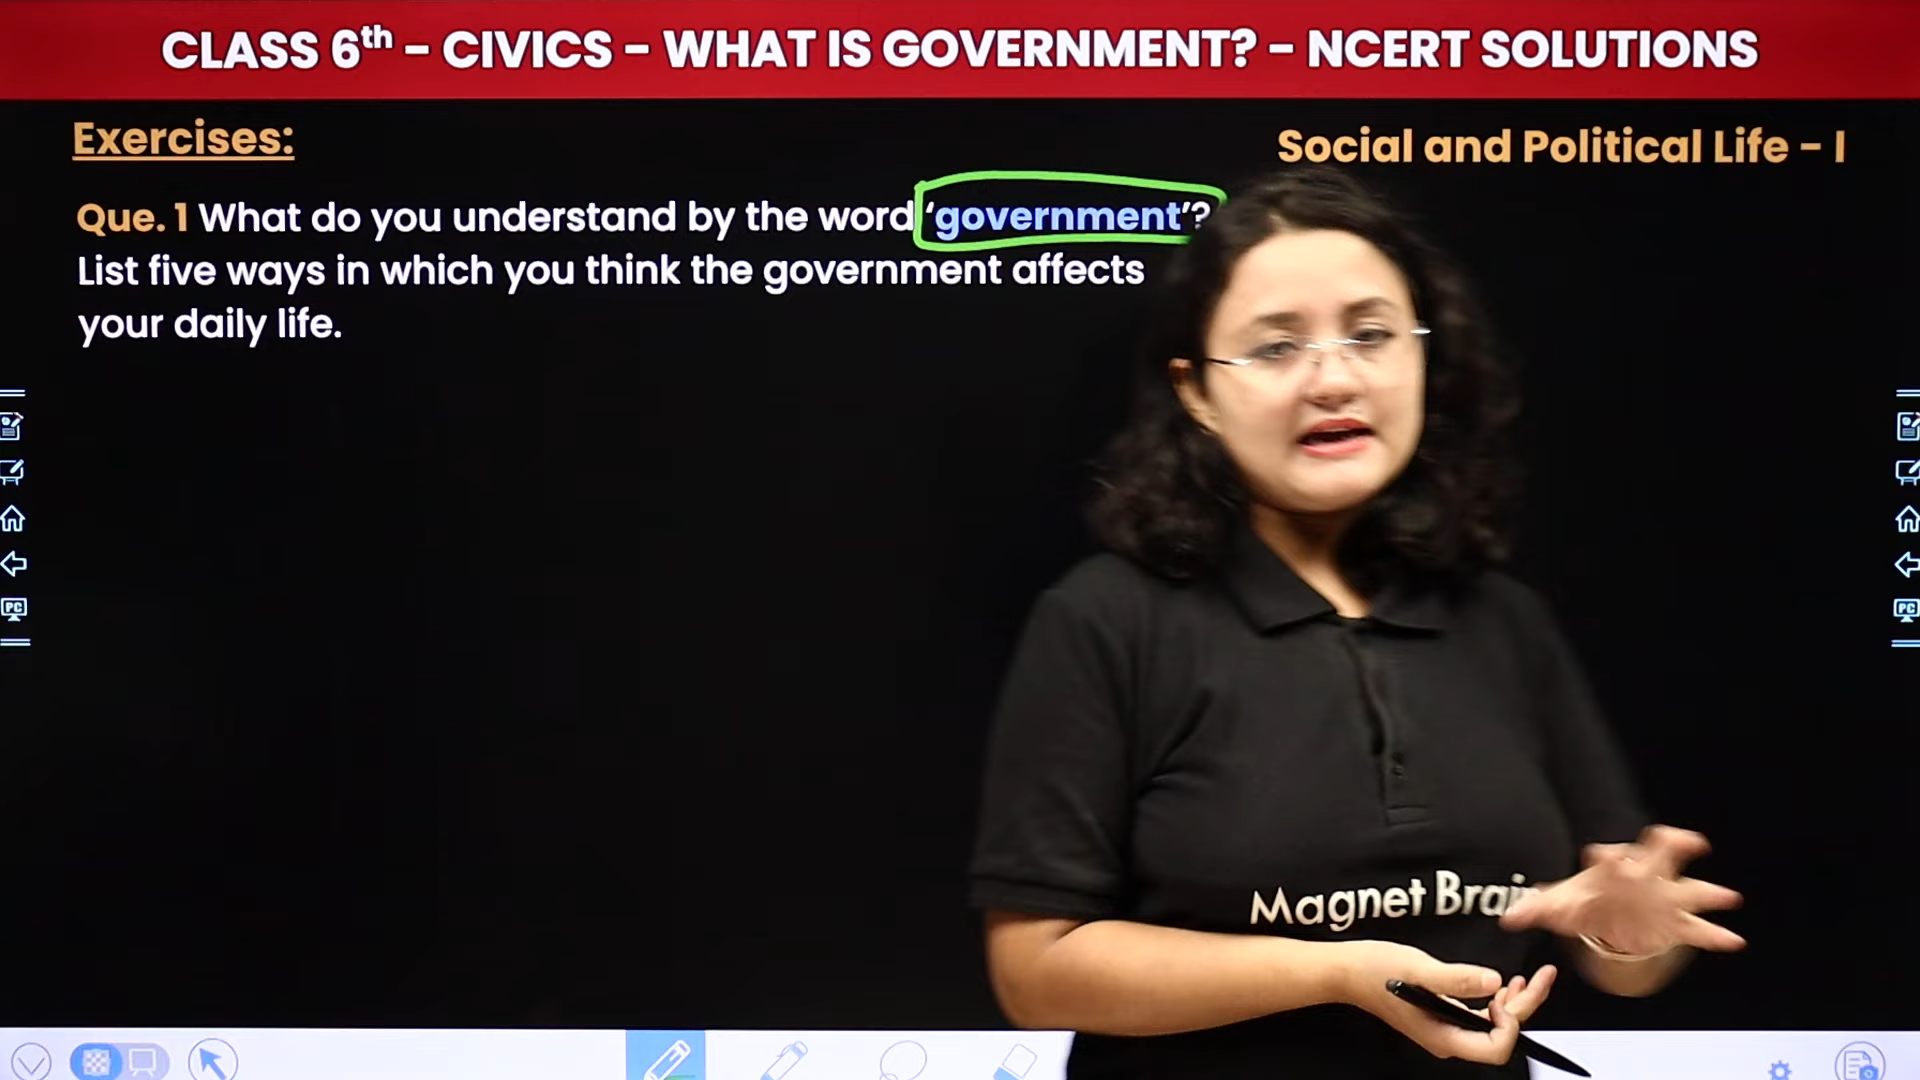 CLASS 6th – CIVICS – WHAT IS GOVERNMENT? – NCERT SOLUTIONS
Exercises:
Social and Political Life – I
Que. 1 What do you understand by the word ‘government’?
List five ways in which you think the government affects
your daily life.
PC
PC
Magnet Brai